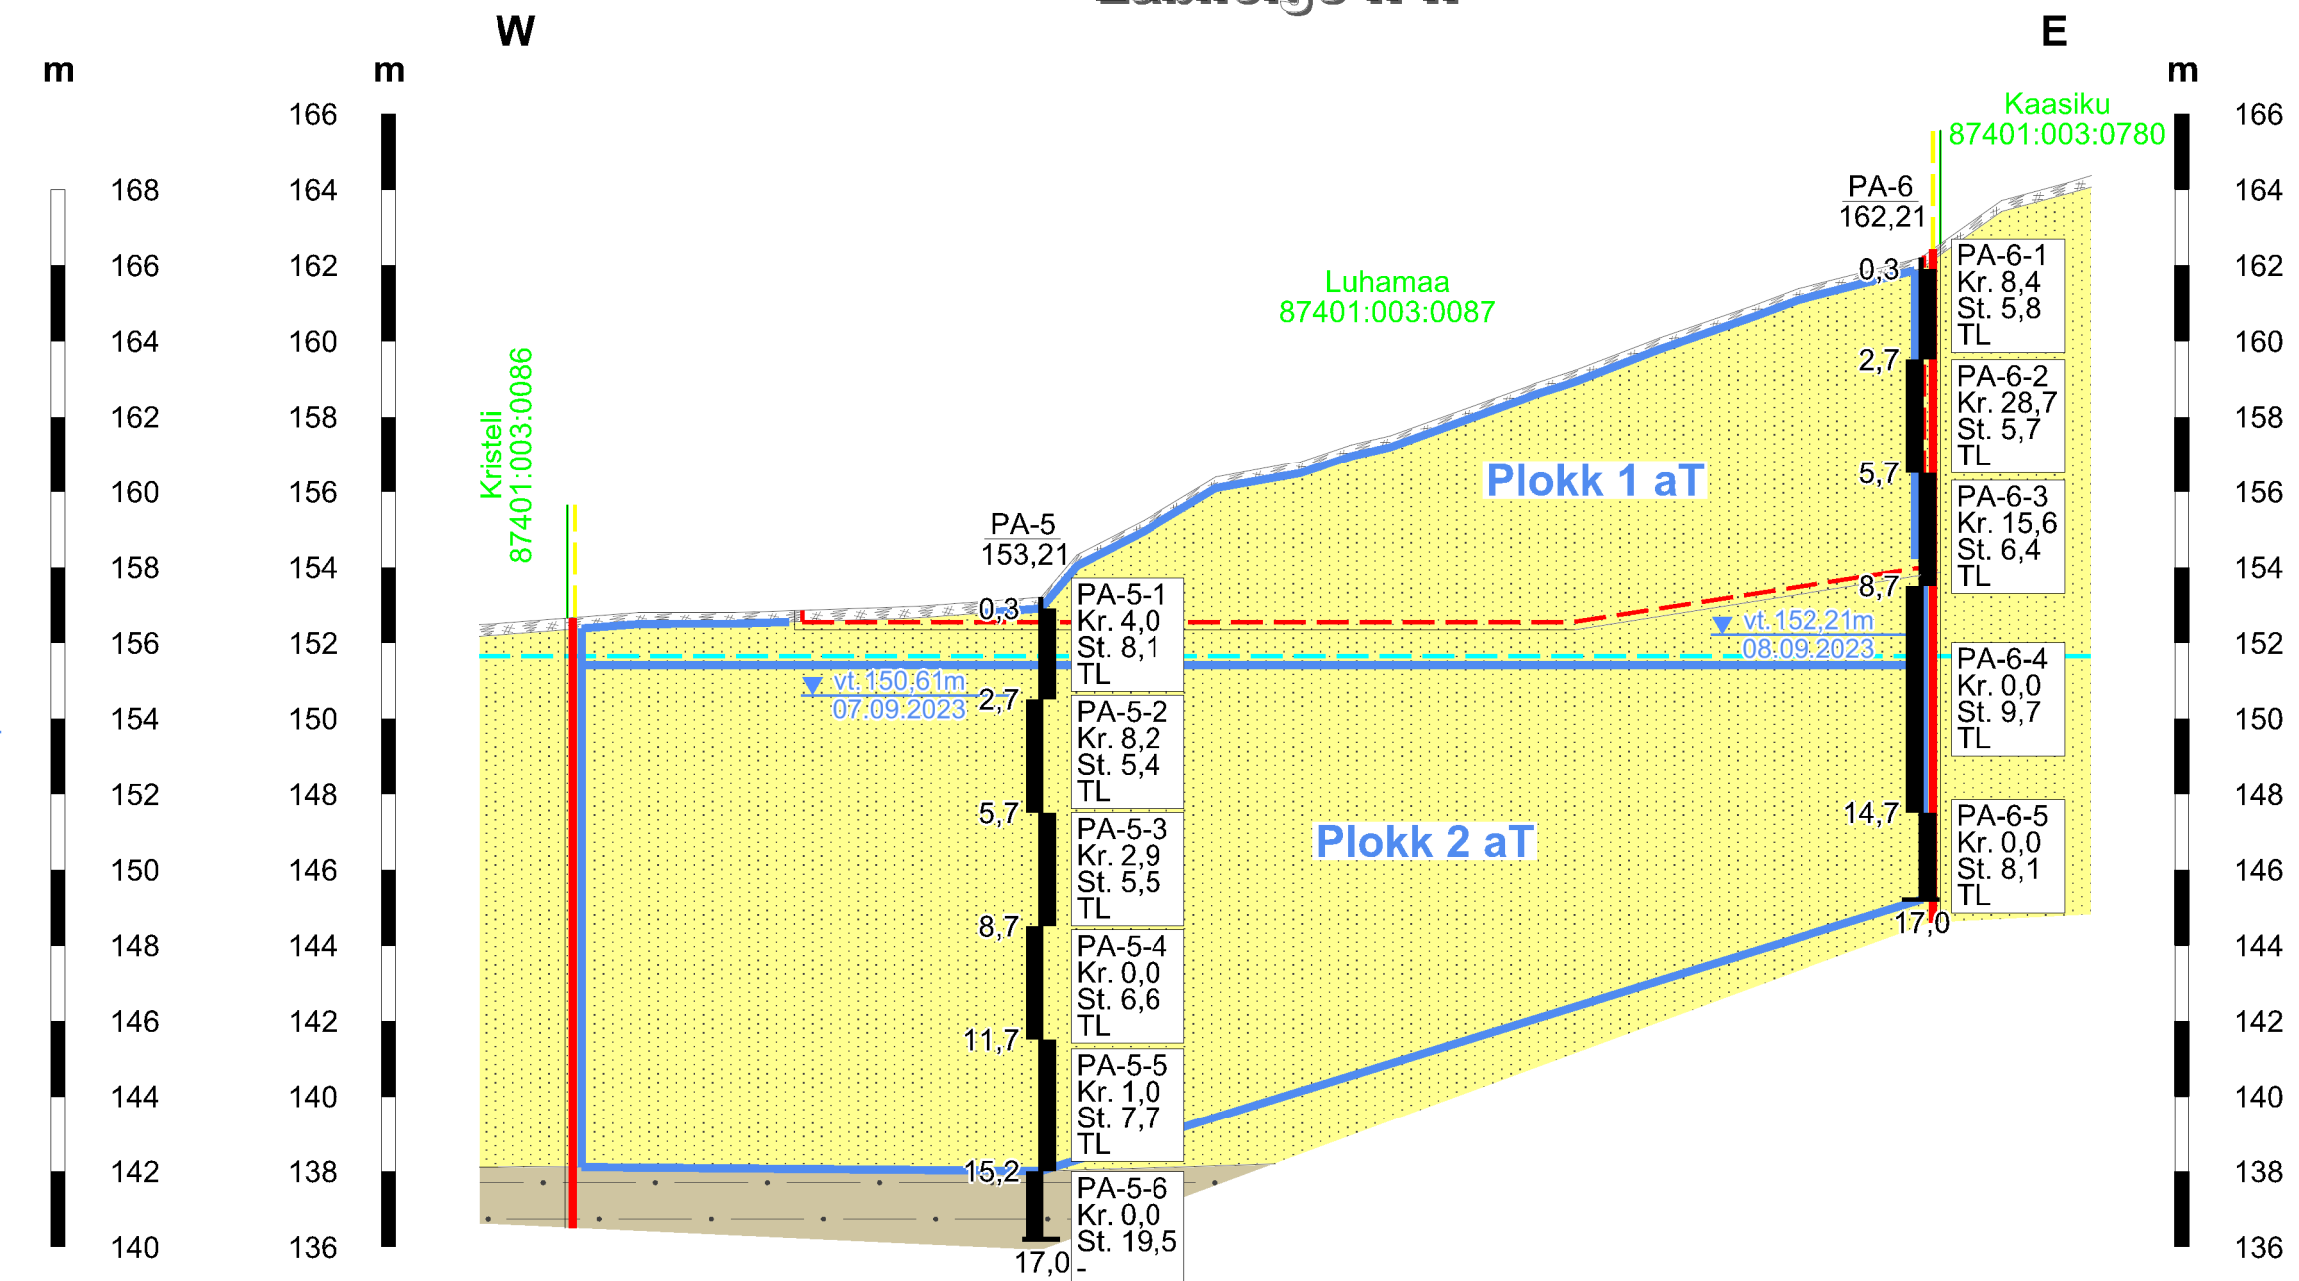 W
E
m
m
m
168
166
164
162
160
158
156
154
152
150
148
146
144
142
140
166
164
162
160
158
156
154
152
150
148
146
144
142
140
138
136
Kristeli
87401:003:0086
PA-5
153,21
0,3
2,7
5,7
8,7
11,7
15,2
17,0
vt.150,61m
07.09.2023
PA-5-1
Kr. 4,0
St. 8,1
TL
PA-5-2
Kr. 8,2
St. 5,4
TL
PA-5-3
Kr. 2,9
St. 5,5
TL
PA-5-4
Kr. 0,0
St. 6,6
TL
PA-5-5
Kr. 1,0
St. 7,7
TL
PA-5-6
Kr. 0,0
St. 19,5
-
Luhamaa
87401:003:0087
Plokk 1 aT
Plokk 2 aT
Kaasiku
87401:003:0780
PA-6
162,21
0,3
2,7
5,7
8,7
14,7
17,0
vt.152,21m
08.09.2023
PA-6-1
Kr. 8,4
St. 5,8
TL
PA-6-2
Kr. 28,7
St. 5,7
TL
PA-6-3
Kr. 15,6
St. 6,4
TL
PA-6-4
Kr. 0,0
St. 9,7
TL
PA-6-5
Kr. 0,0
St. 8,1
TL
166
164
162
160
158
156
154
152
150
148
146
144
142
140
138
136